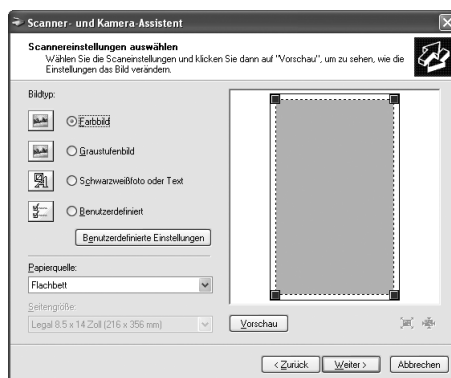 Scanner- und Kamera-Assistent
Scannereinstellungen auswählen
Wählen Sie die Scaneinstellungen und klicken Sie dann auf "Vorschau", um zu sehen, wie die
Einstellungen das Bild verändern.
Bildtyp:
Farbbild
Graustufenbild
Schwarzweißfoto oder Text
Benutzerdefiniert
Benutzerdefinierte Einstellungen
Papierquelle:
Flachbett
Seitengröße:
Legal 8.5 x 14 Zoll (216 x 356 mm)
Vorschau
< Zurück
Weiter >
Abbrechen